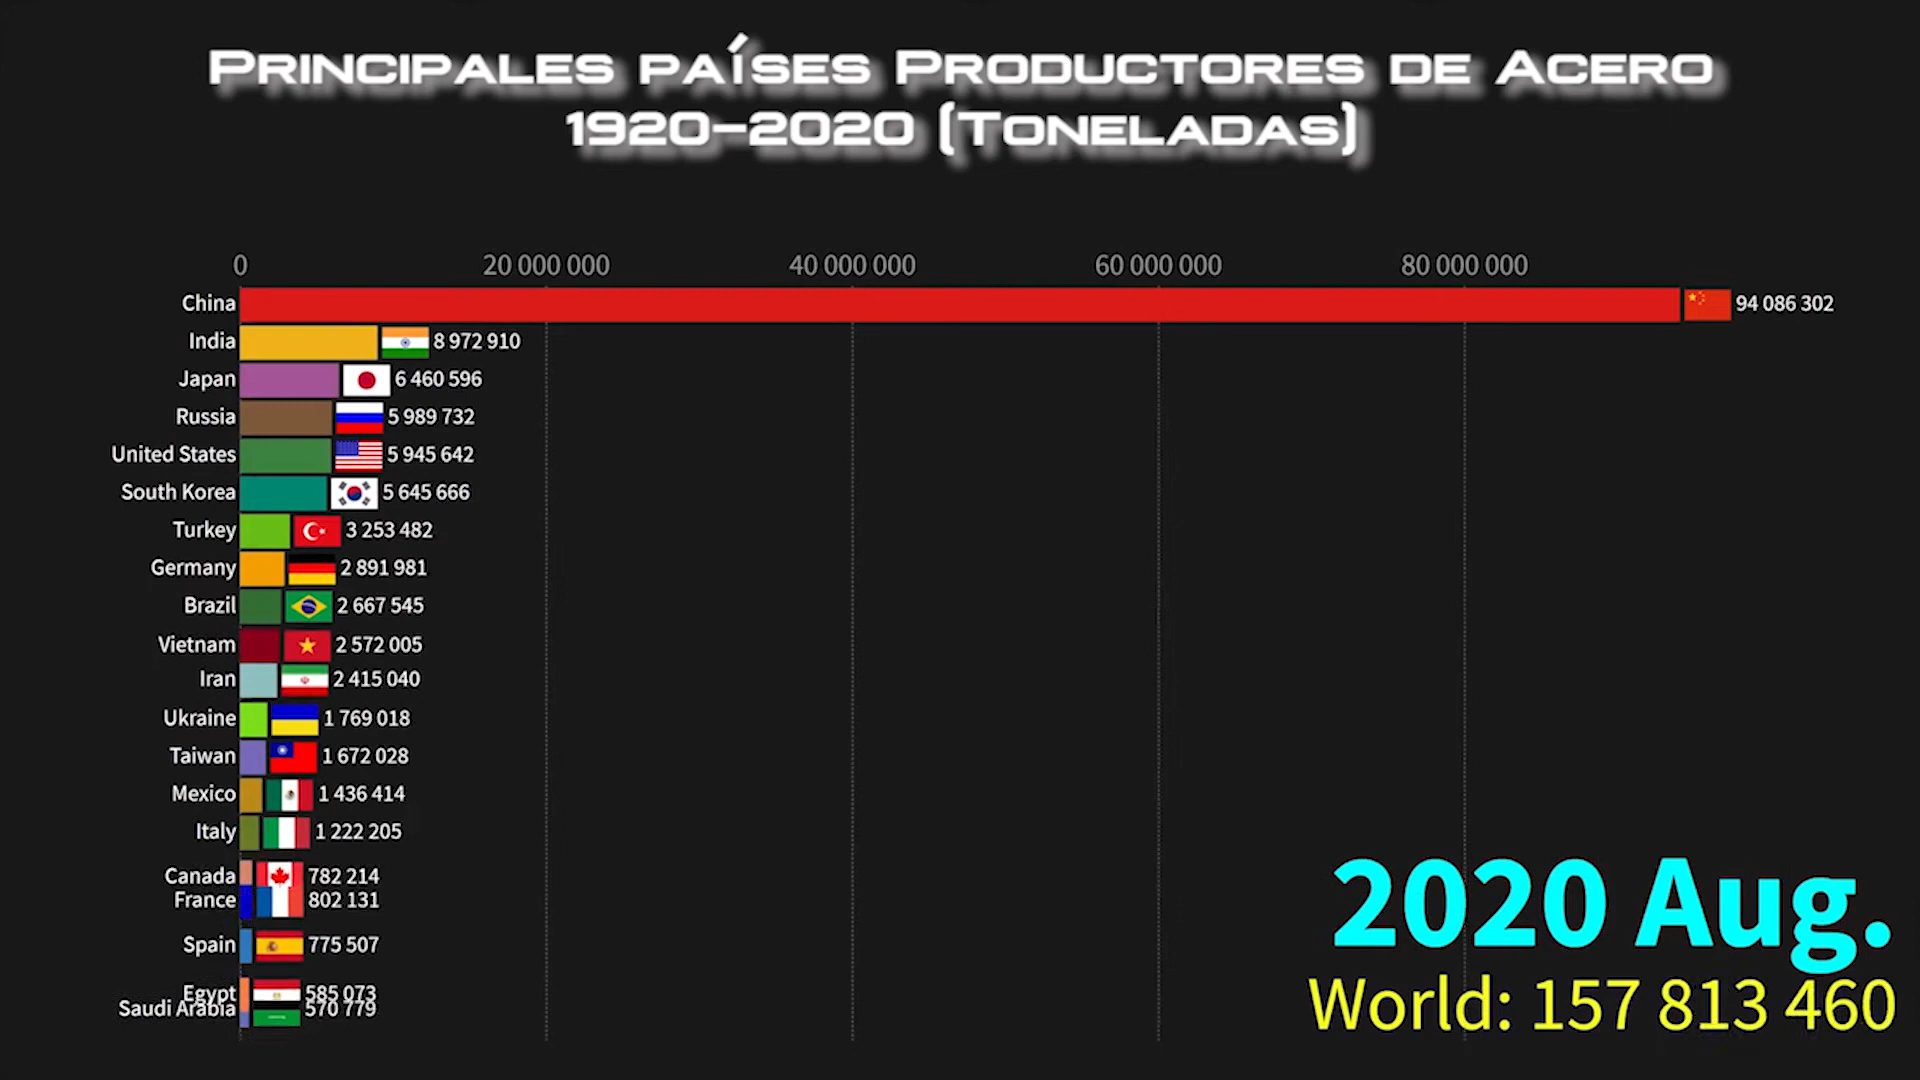 Principales países Productores de Acero
1920-2020 (Toneladas)
0 20 000 000 40 000 000 60 000 000 80 000 000
China 94 086 302
India 8 972 910
Japan 6 460 596
Russia 5 989 732
United States 5 945 642
South Korea 5 645 666
Turkey 3 253 482
Germany 2 891 981
Brazil 2 667 545
Vietnam 2 572 005
Iran 2 415 040
Ukraine 1 769 018
Taiwan 1 672 028
Mexico 1 436 414
Italy 1 222 205
Canada 782 214
France 802 131
Spain 775 507
Egypt 585 073
Saudi Arabia 570 779
2020 Aug.
World: 157 813 460